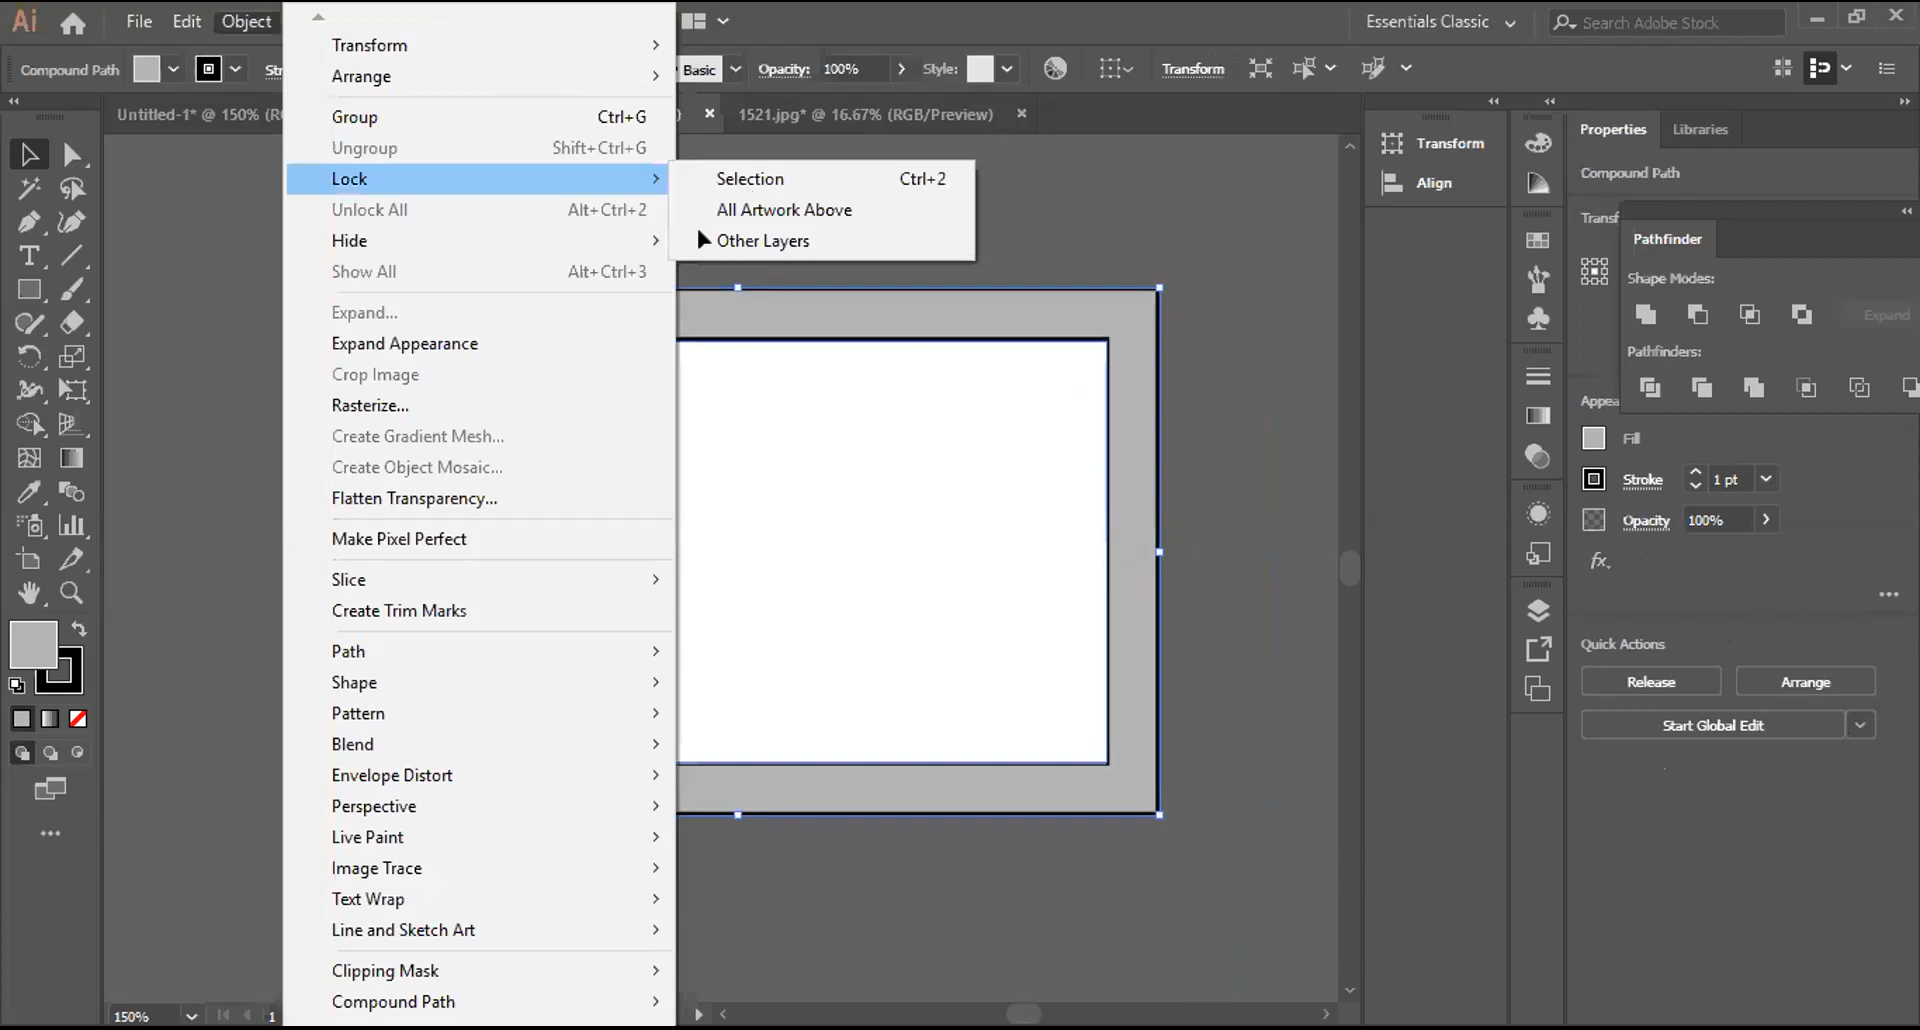 Ai
File Edit Object
Essentials Classic
Search Adobe Stock
Compound Path
Basic
Opacity: 100%
Style:
Transform
Untitled-1* @ 150%
1521.jpg* @ 16.67% (RGB/Preview)
Transform
Arrange
Group Ctrl+G
Ungroup Shift+Ctrl+G
Lock
Unlock All Alt+Ctrl+2
Hide
Show All Alt+Ctrl+3
Expand...
Expand Appearance
Crop Image
Rasterize...
Create Gradient Mesh...
Create Object Mosaic...
Flatten Transparency...
Make Pixel Perfect
Slice
Create Trim Marks
Path
Shape
Pattern
Blend
Envelope Distort
Perspective
Live Paint
Image Trace
Text Wrap
Line and Sketch Art
Clipping Mask
Compound Path
Selection Ctrl+2
All Artwork Above
Other Layers
Transform
Align
Properties Libraries
Compound Path
Pathfinder
Shape Modes:
Expand
Pathfinders:
Fill
Stroke 1 pt
Opacity 100%
fx.
Quick Actions
Release Arrange
Start Global Edit
150% 1